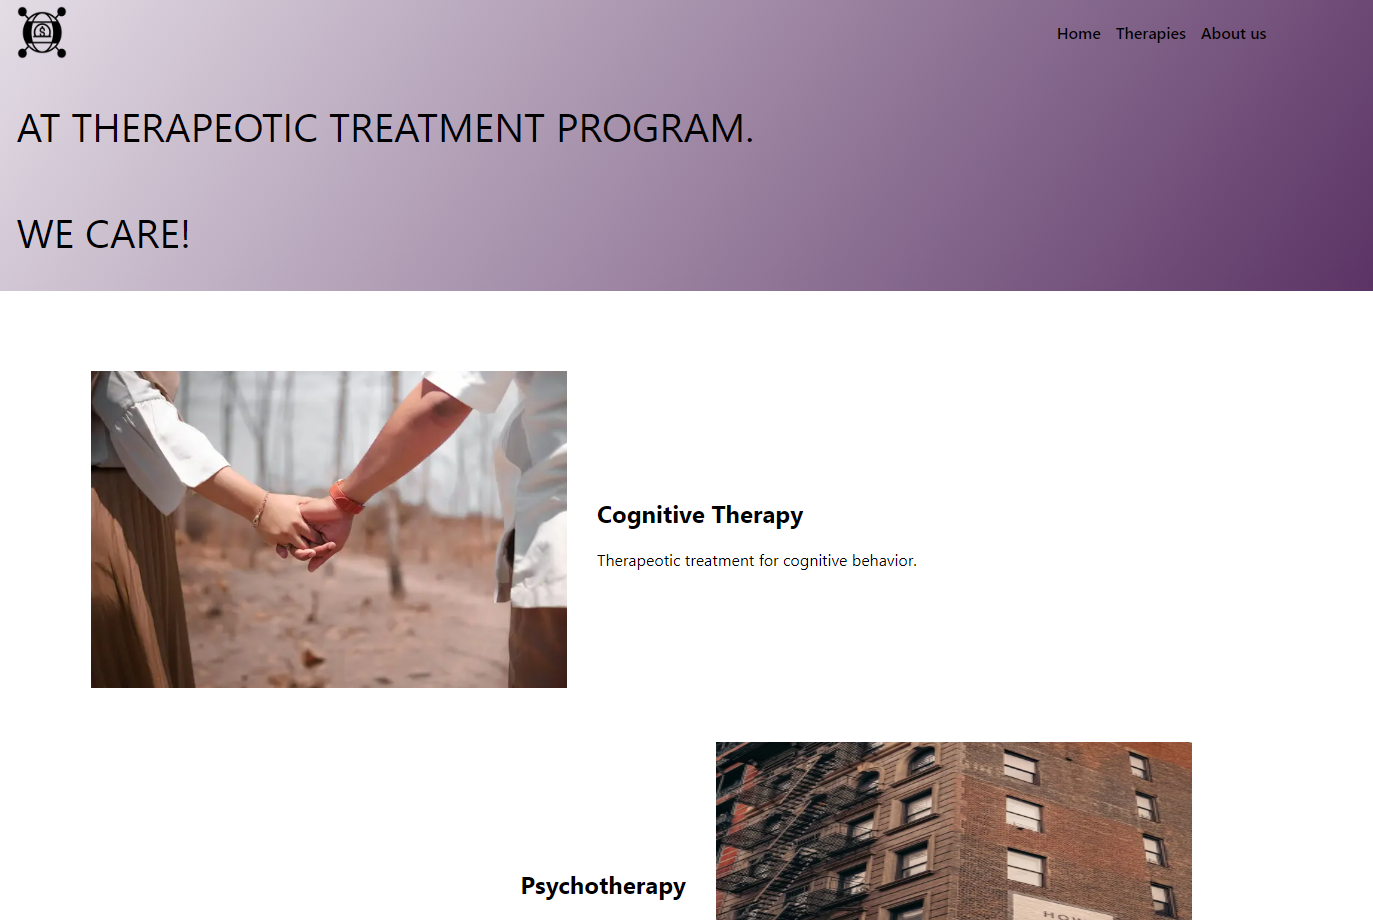 Home Therapies About us
AT THERAPEOTIC TREATMENT PROGRAM.
WE CARE!
Cognitive Therapy
Therapeotic treatment for cognitive behavior.
Psychotherapy